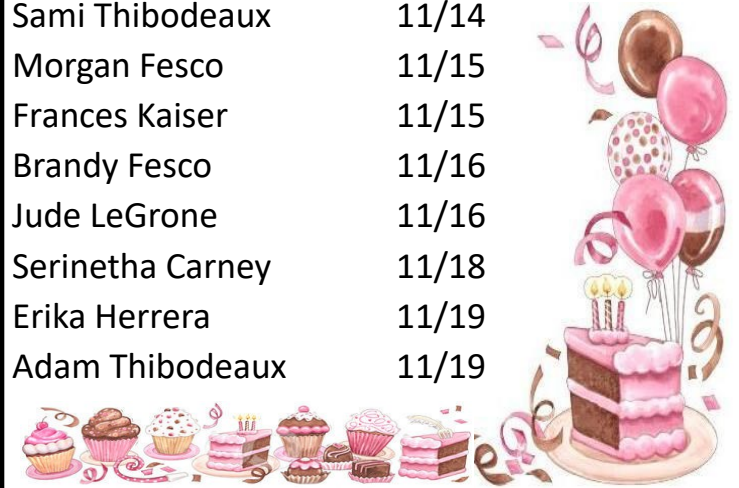 Sami Thibodeaux 11/14
Morgan Fesco 11/15
Frances Kaiser 11/15
Brandy Fesco 11/16
Jude LeGrone 11/16
Serinetha Carney 11/18
Erika Herrera 11/19
Adam Thibodeaux 11/19